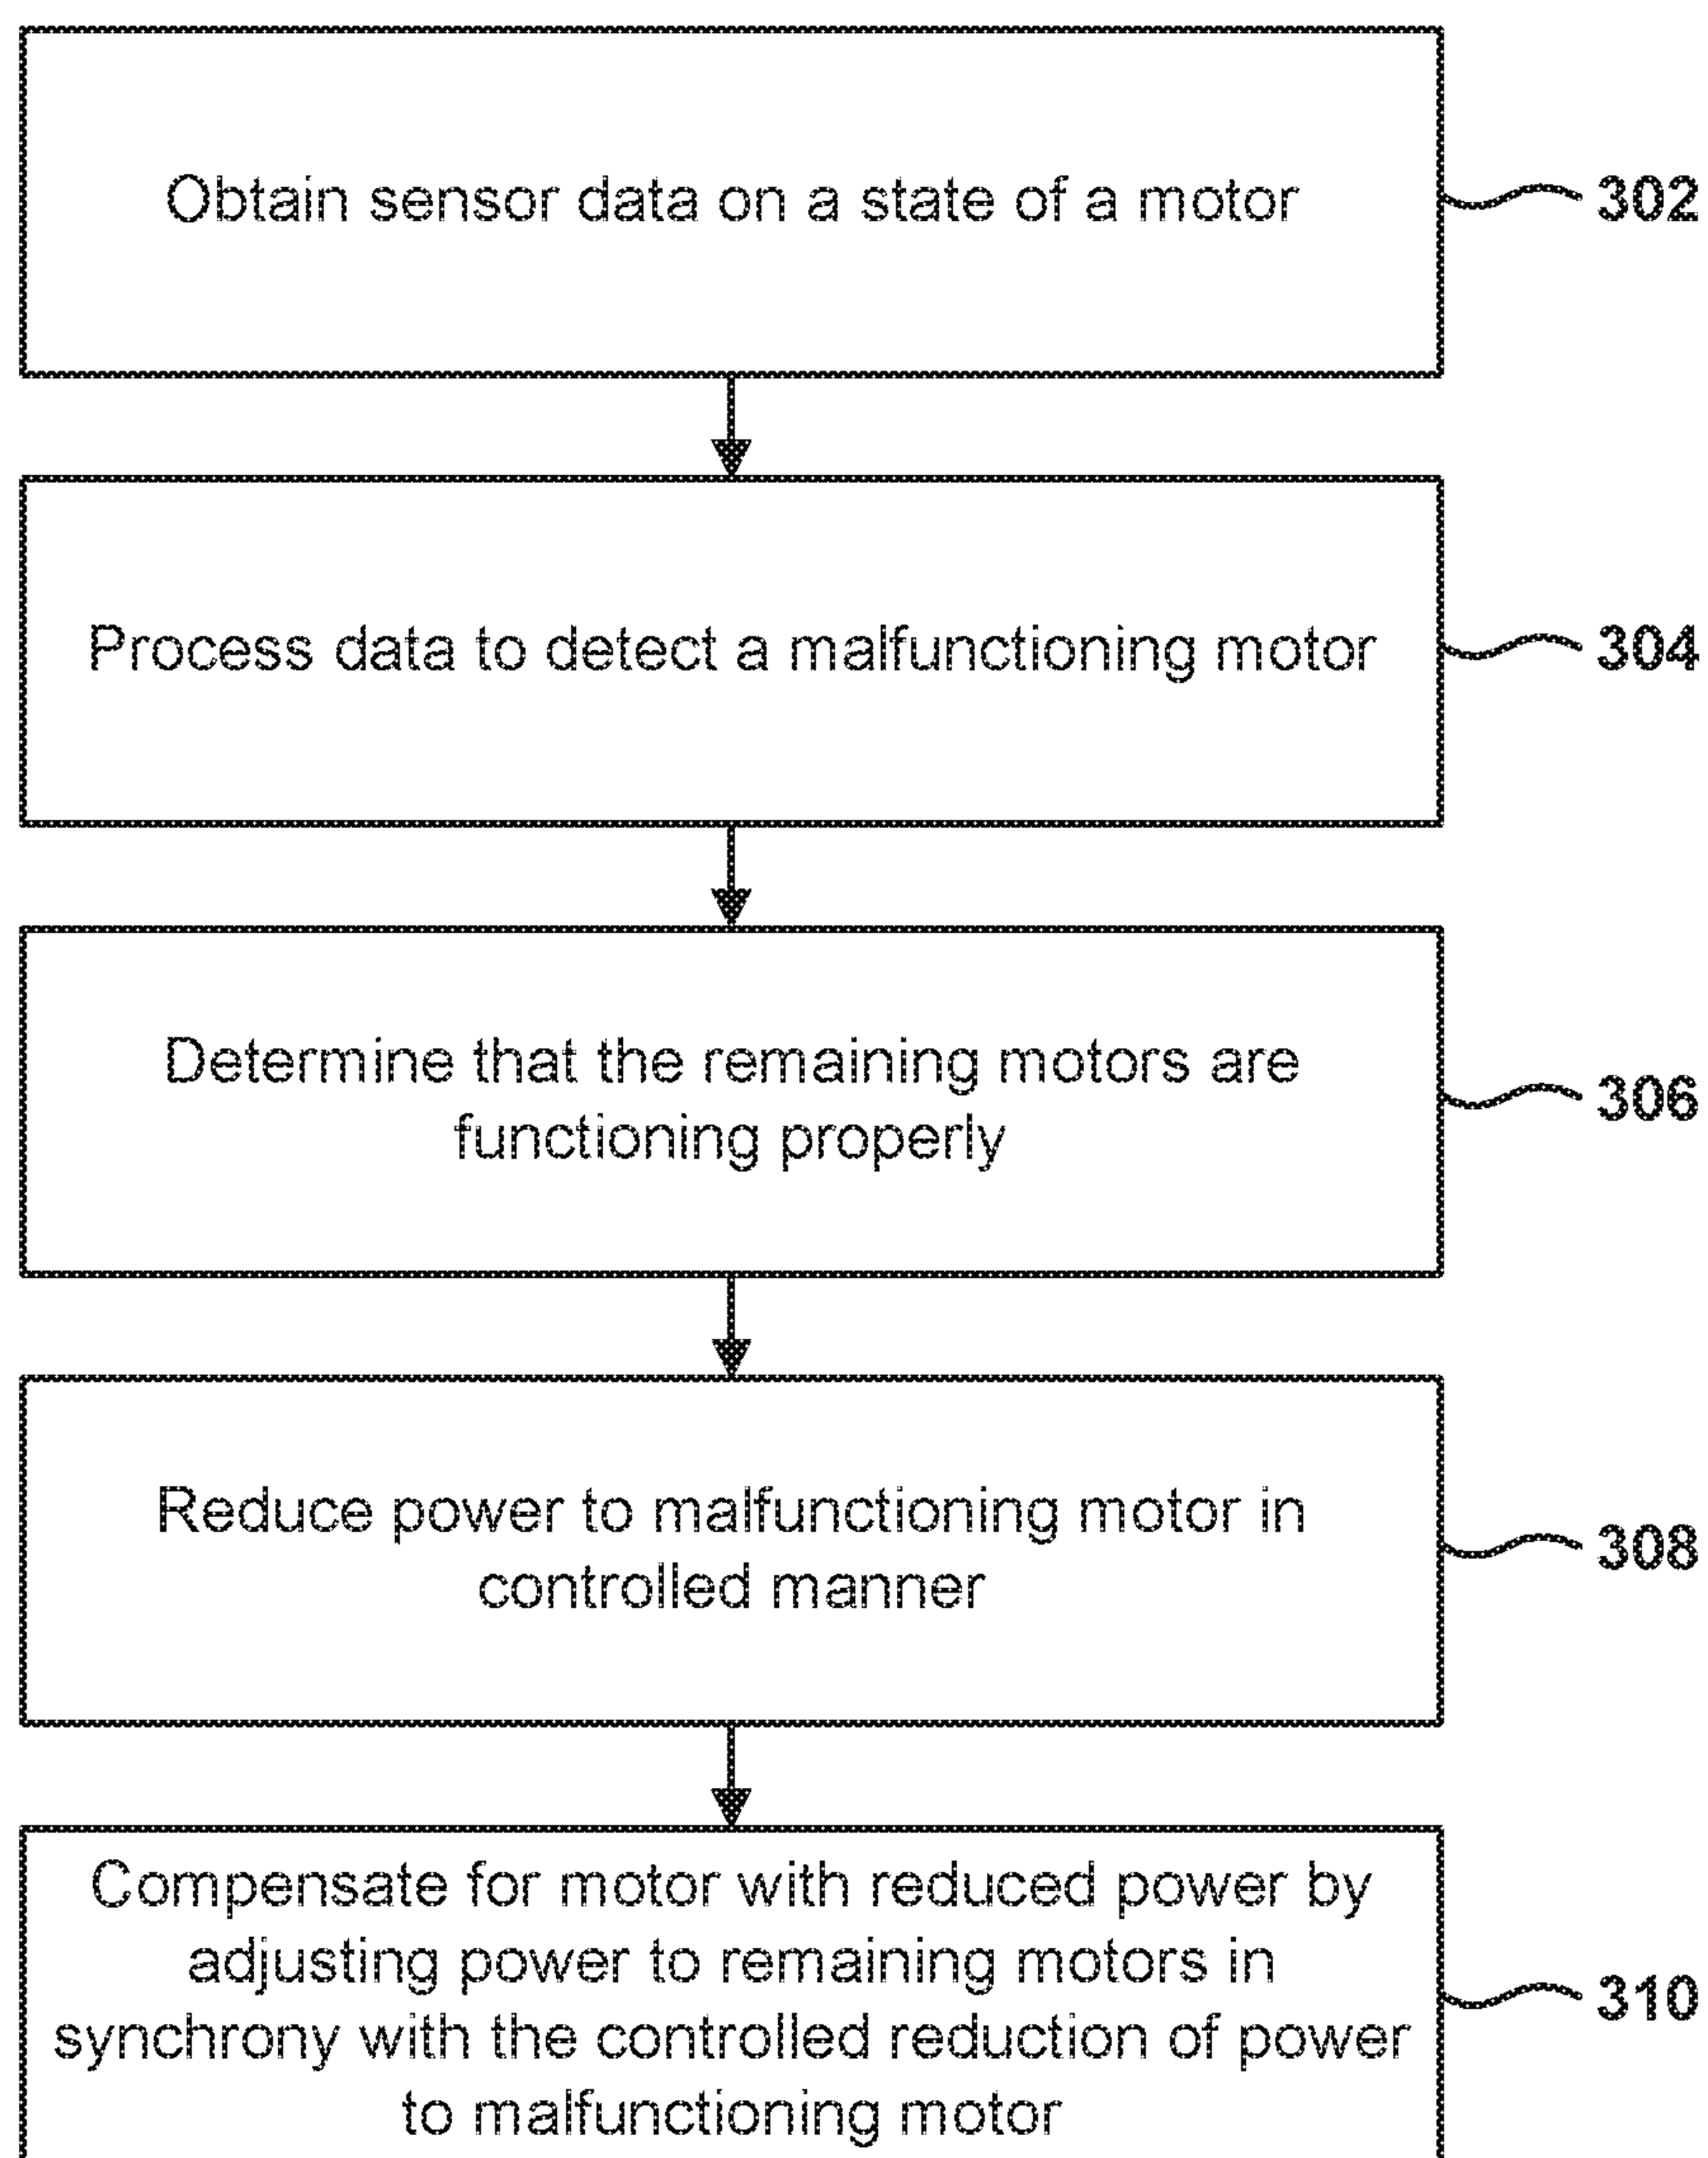 Obtain sensor data on a state of a motor
302
Process data to detect a malfunctioning motor
304
Determine that the remaining motors are
functioning properly
306
Reduce power to malfunctioning motor in
controlled manner
308
Compensate for motor with reduced power by
adjusting power to remaining motors in
synchrony with the controlled reduction of power
to malfunctioning motor
310